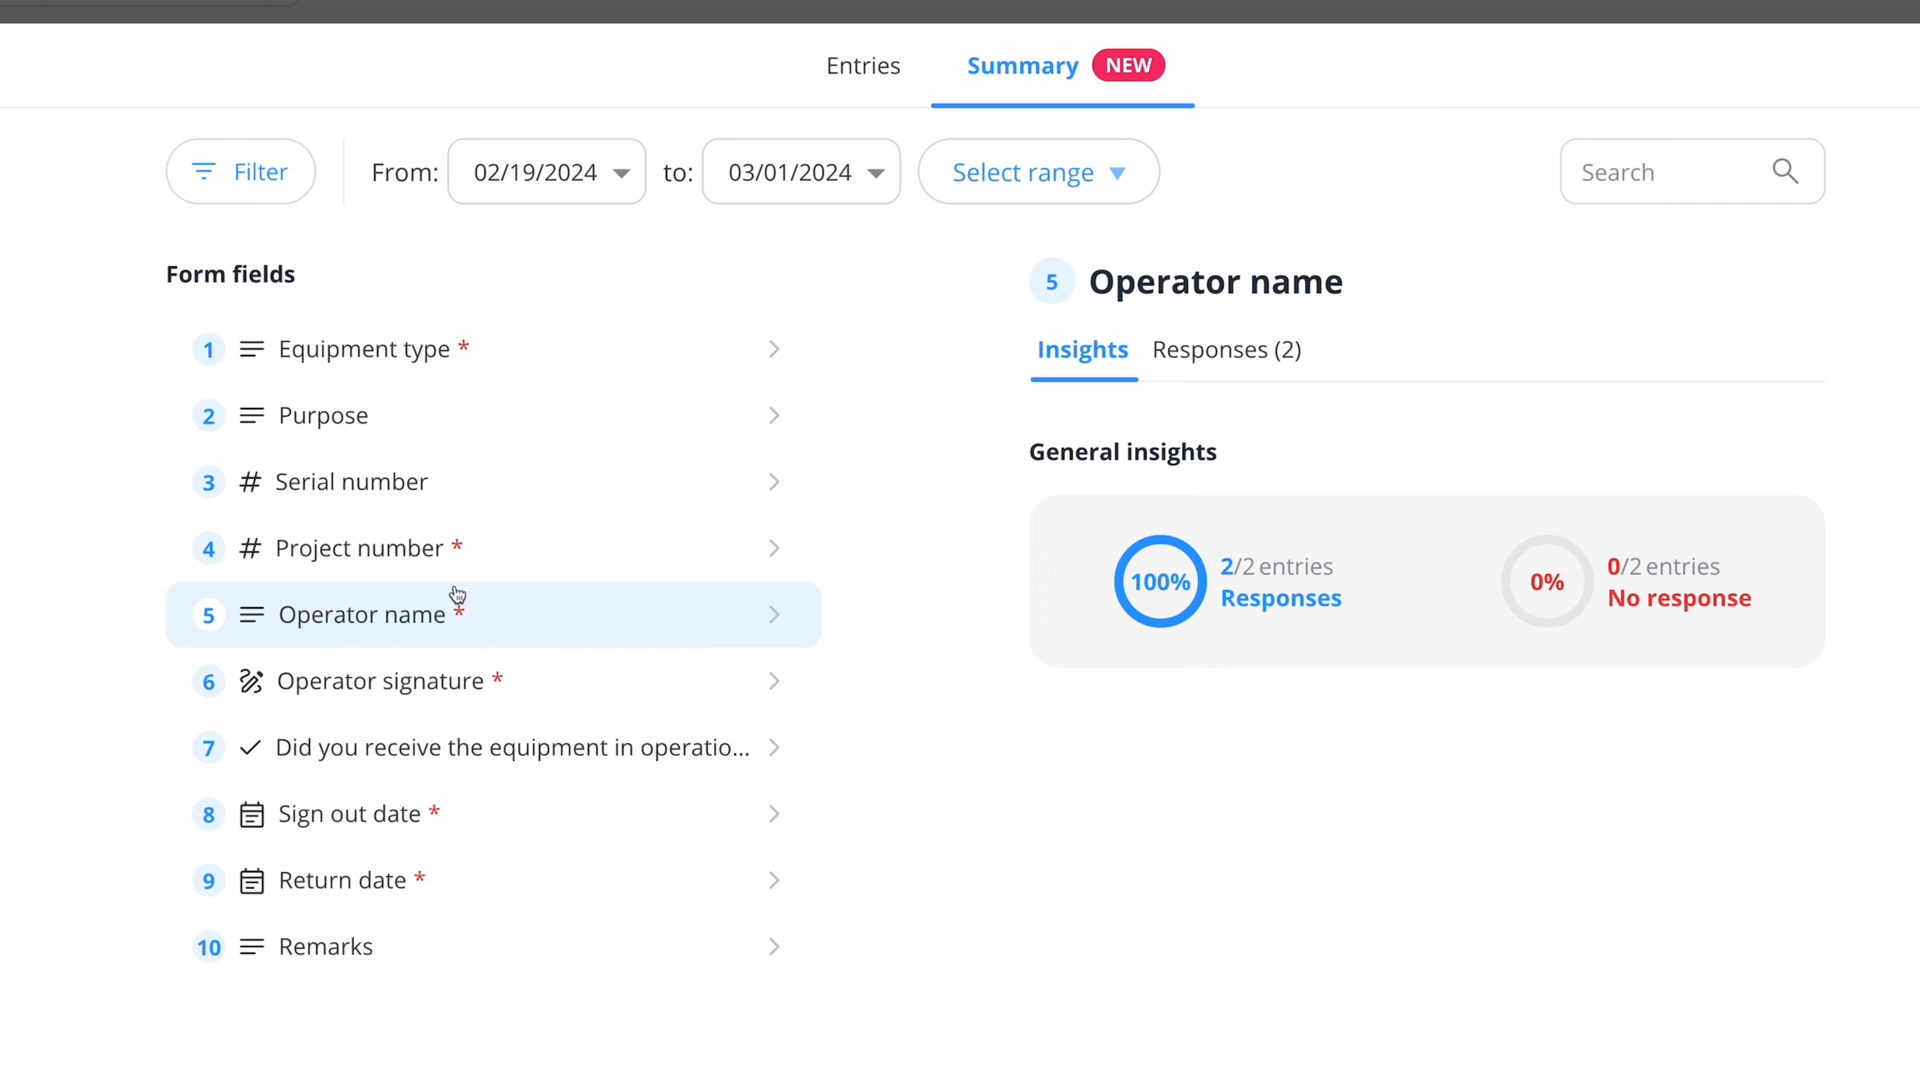 Entries
Summary NEW
Filter
From: 02/19/2024 to: 03/01/2024
Select range
Search
Form fields
1 Equipment type *
2 Purpose
3 # Serial number
4 # Project number *
5 Operator name *
6 Operator signature *
7 Did you receive the equipment in operatio...
8 Sign out date *
9 Return date *
10 Remarks
5 Operator name
Insights Responses (2)
General insights
100% 2/2 entries
Responses
0% 0/2 entries
No response